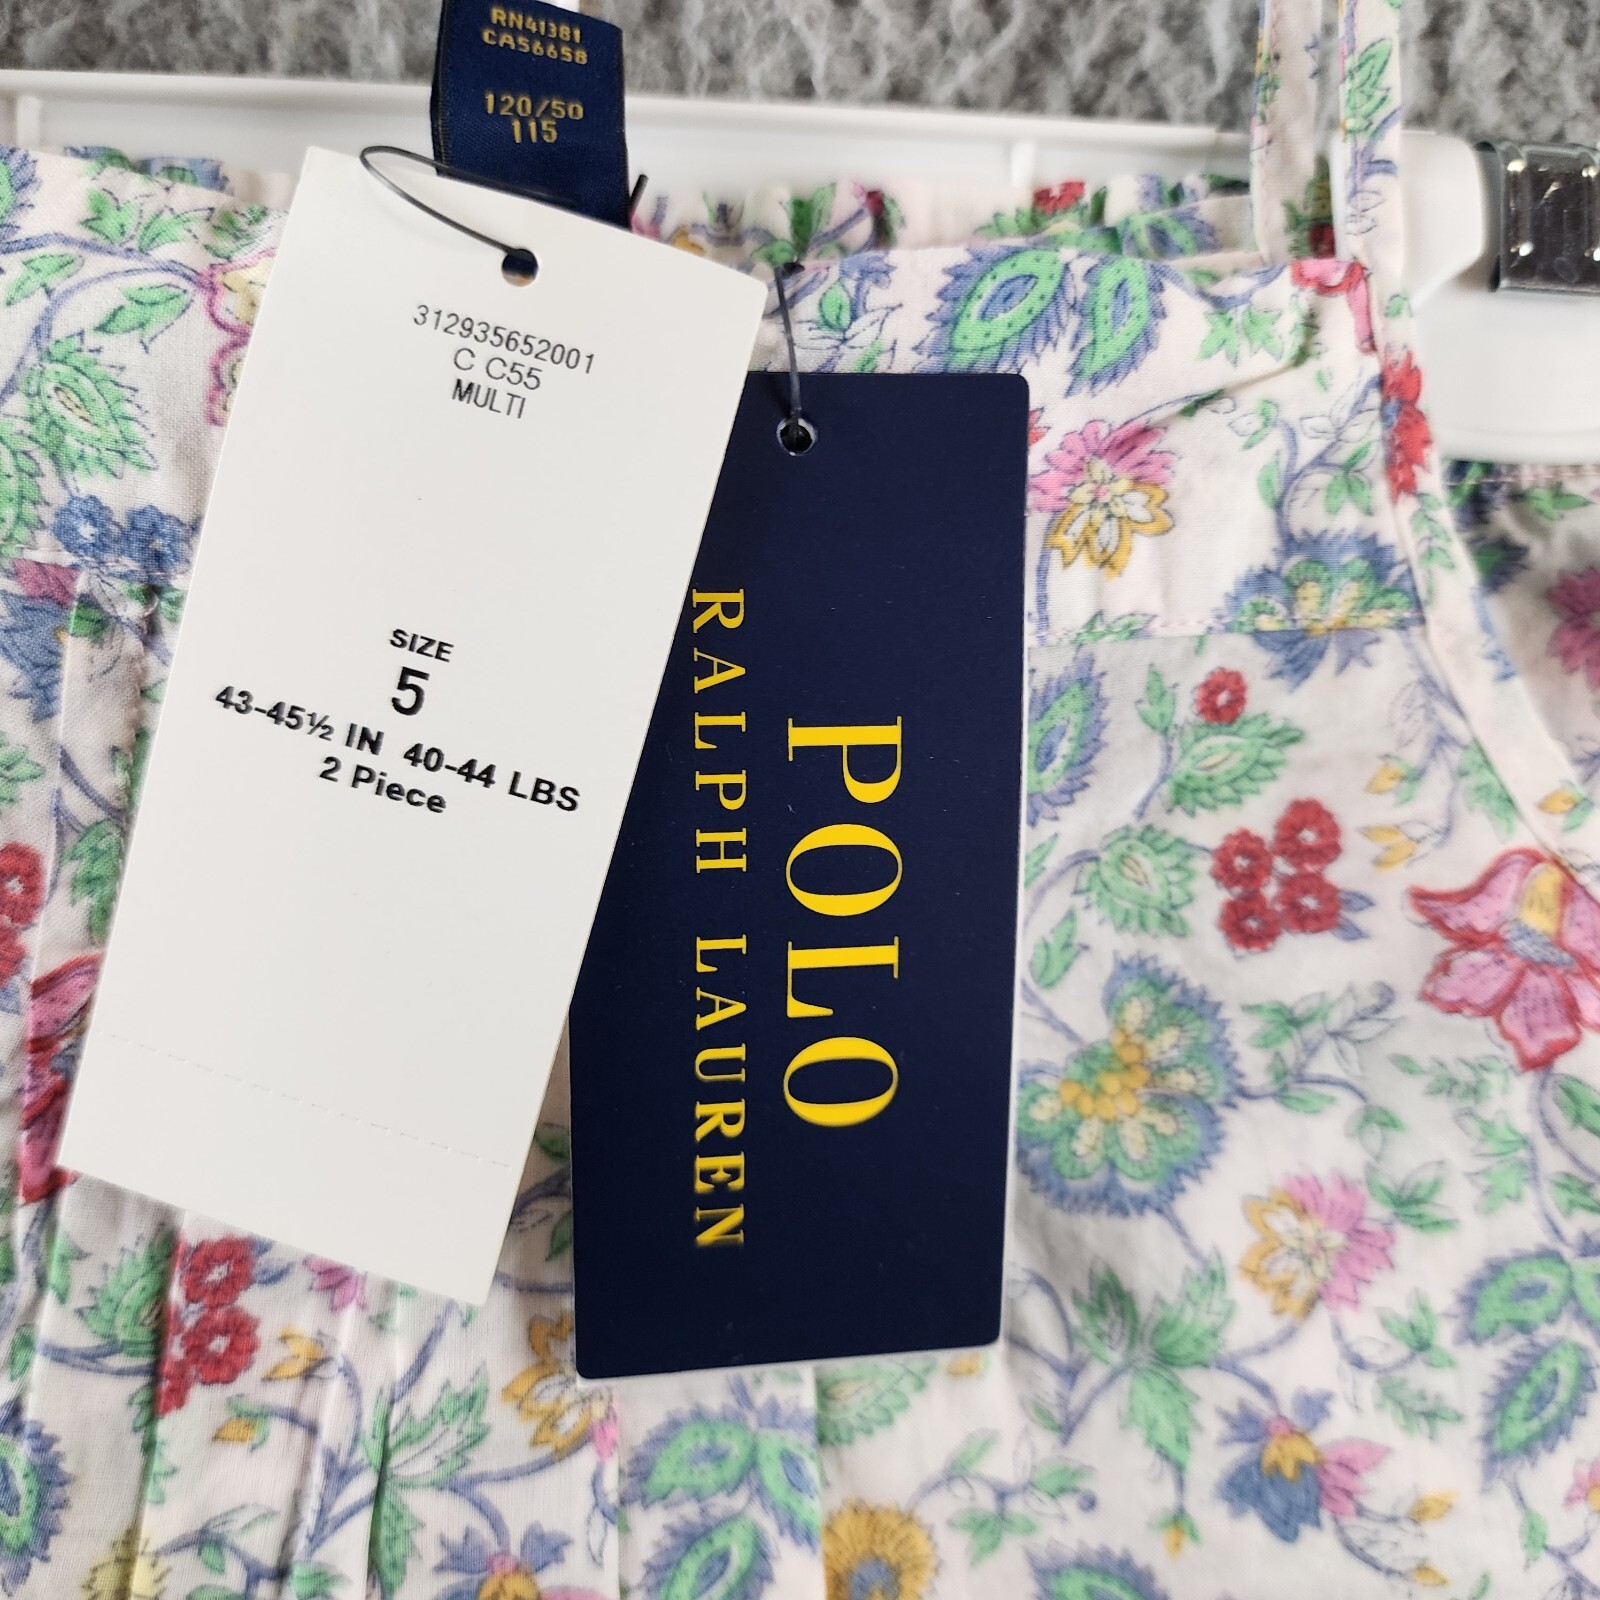 RN41381
CA56658
120/50
115
312935652001
C C55
MULTI
SIZE
5
43-45½ IN 40-44 LBS
2 Piece
POLO
RALPH LAUREN